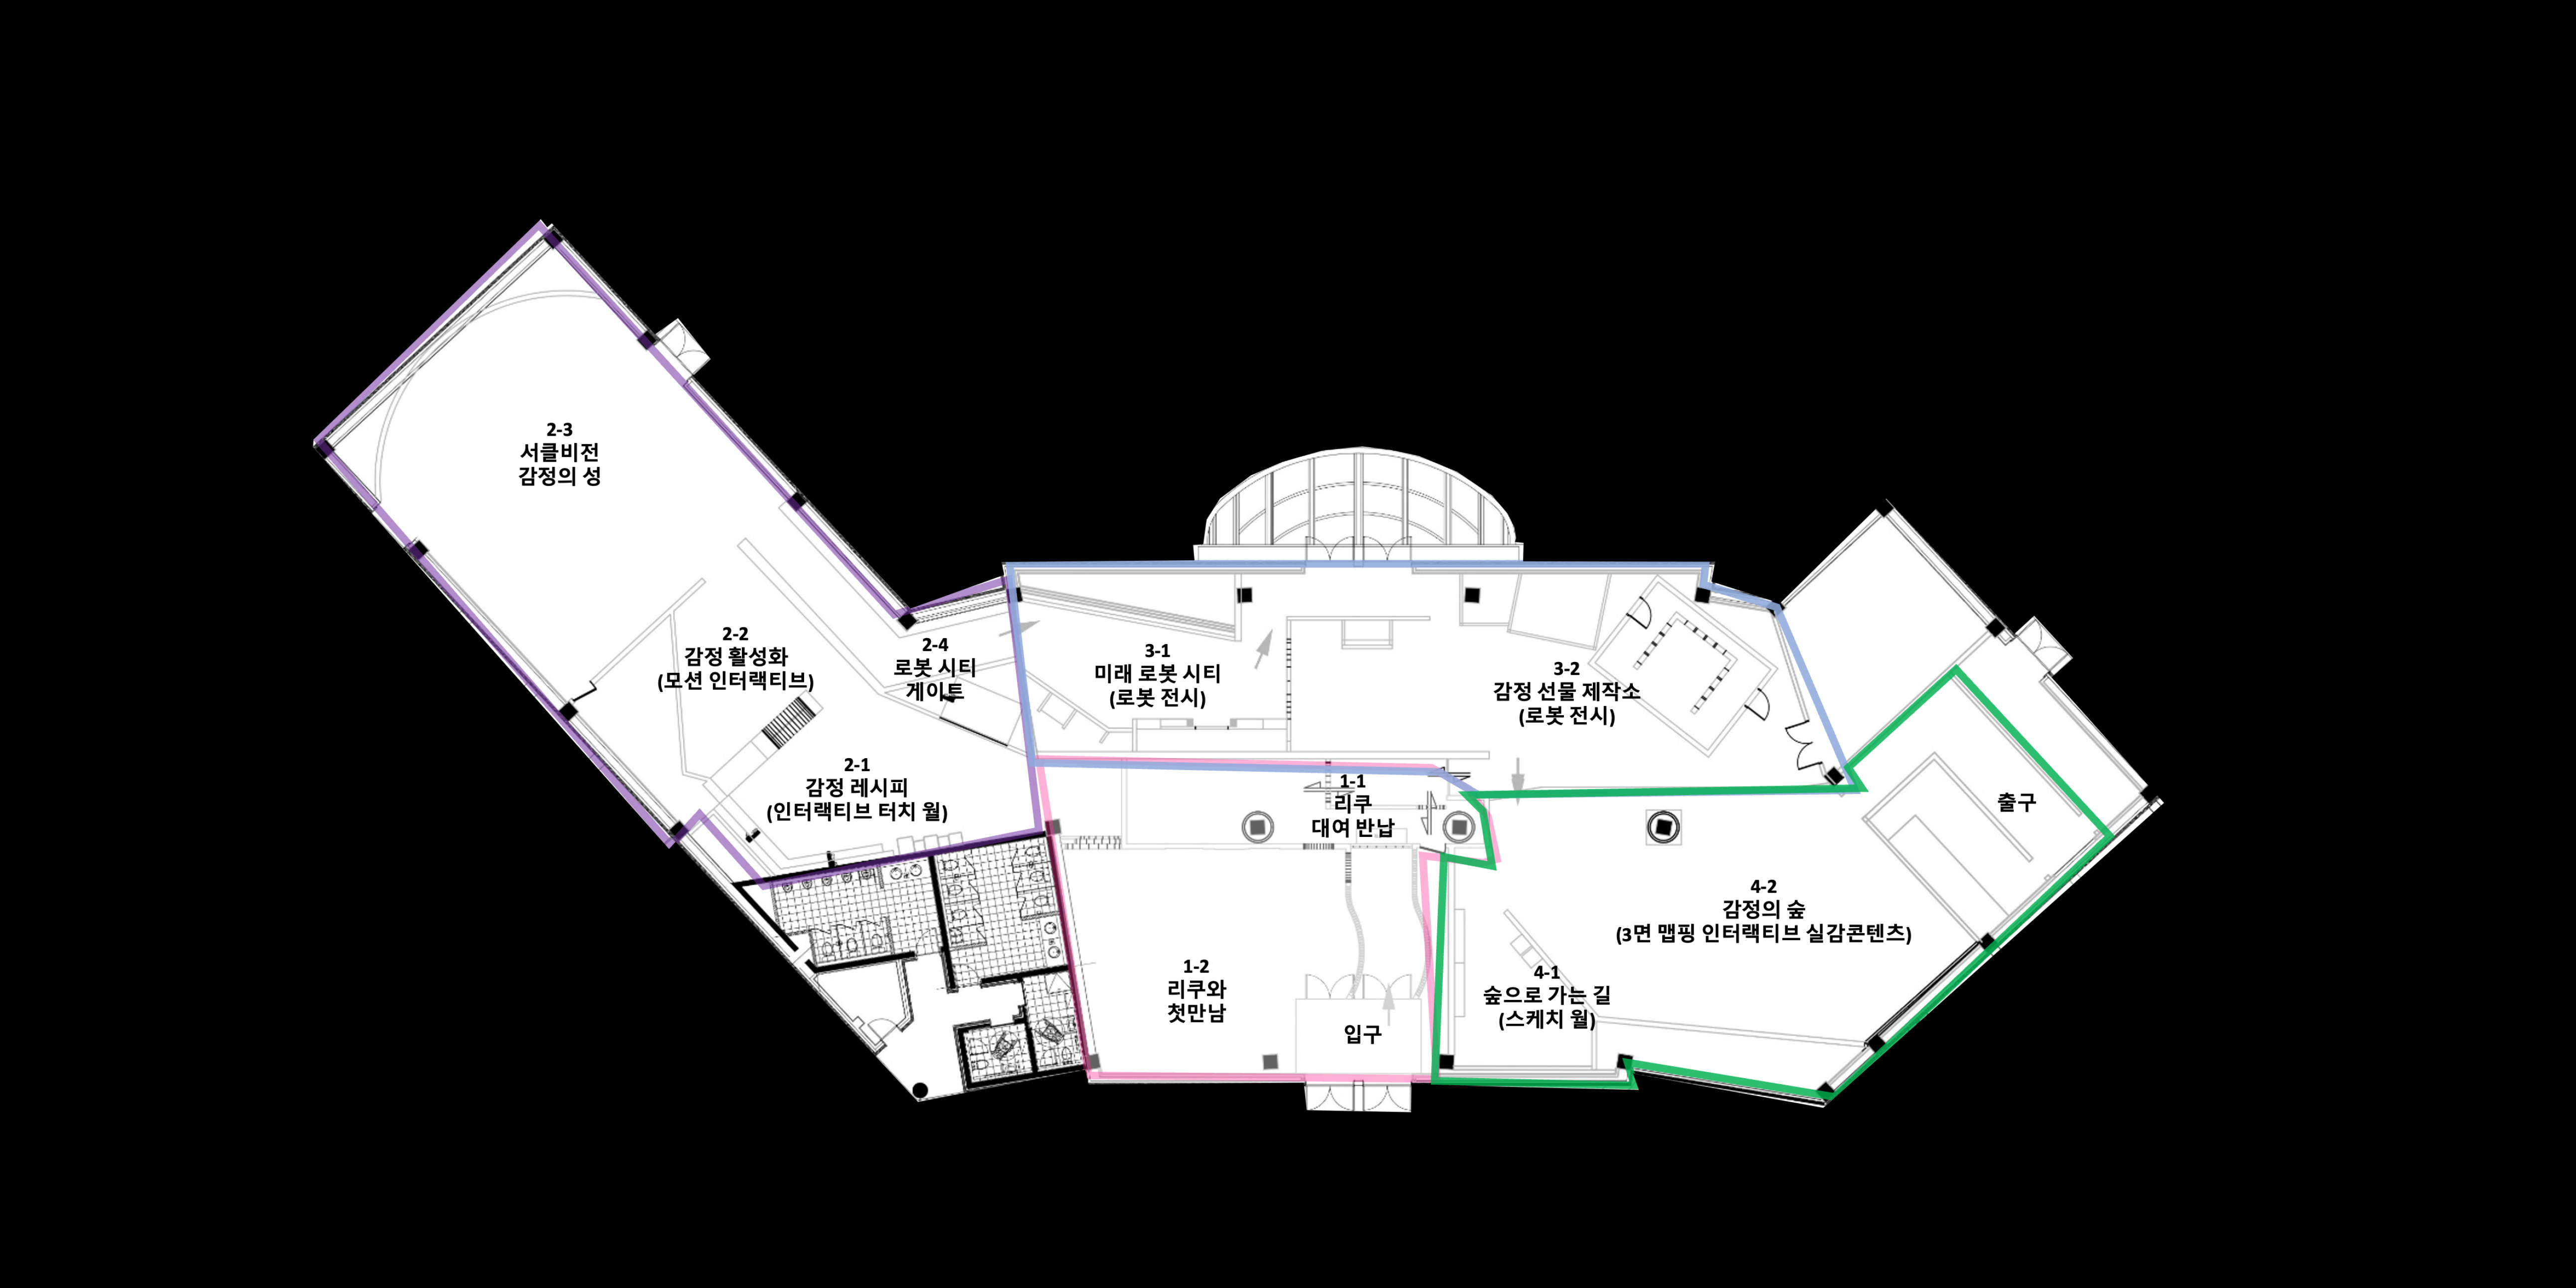 2-3
서클비전
감정의 성
2-2
감정 활성화
(모션 인터랙티브)
2-4
로봇 시티
게이트
2-1
감정 레시피
(인터랙티브 터치 월)
3-1
미래 로봇 시티
(로봇 전시)
3-2
감정 선물 제작소
(로봇 전시)
1-1
리쿠
대여 반납
1-2
리쿠와
첫만남
입구
4-1
숲으로 가는 길
(스케치 월)
4-2
감정의 숲
(3면 맵핑 인터랙티브 실감콘텐츠)
출구